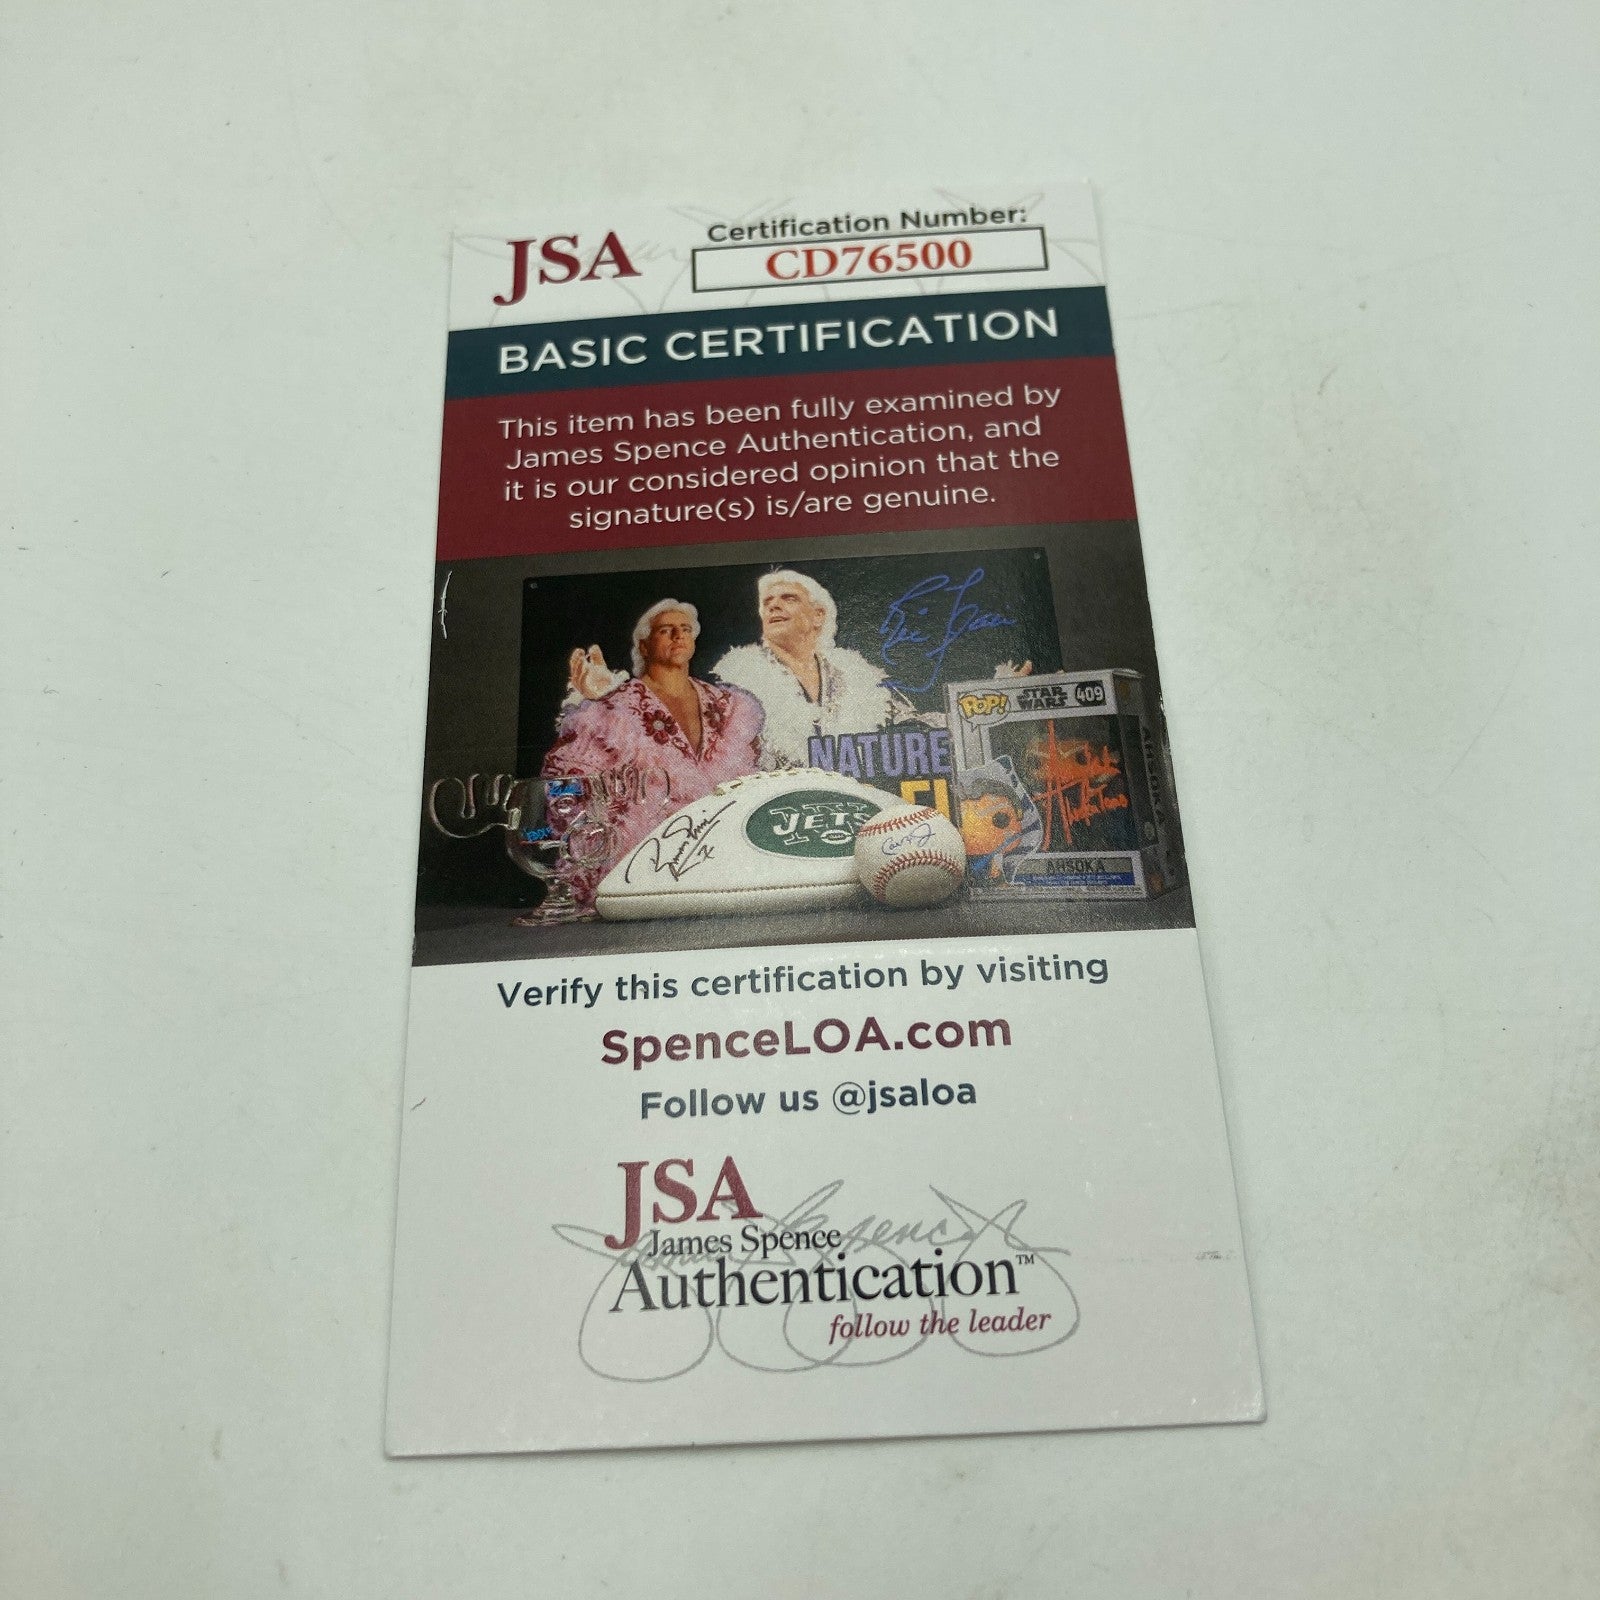 JSA
Certification Number:
CD76500
BASIC CERTIFICATION
This item has been fully examined by
James Spence Authentication, and
it is our considered opinion that the
signature(s) is/are genuine.
NATURE
JETS
POP!
STAR
WARS
409
AHSOKA
AHSOKA
Verify this certification by visiting
SpenceLOA.com
Follow us @jsaloa
JSA
James Spence
Authentication™
follow the leader